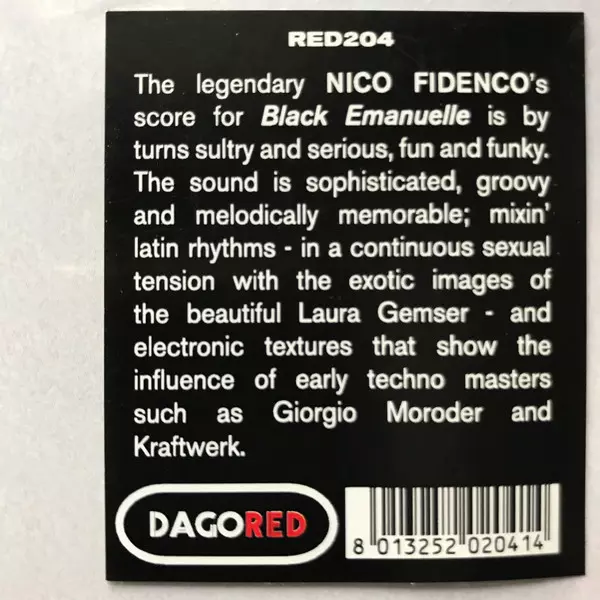 RED204
The legendary NICO FIDENCO's
score for Black Emanuelle is by
turns sultry and serious, fun and funky.
The sound is sophisticated, groovy
and melodically memorable; mixin'
latin rhythms - in a continuous sexual
tension with the exotic images of
the beautiful Laura Gemser - and
electronic textures that show the
influence of early techno masters
such as Giorgio Moroder and
Kraftwerk.
DAGORED
8 013252 020414